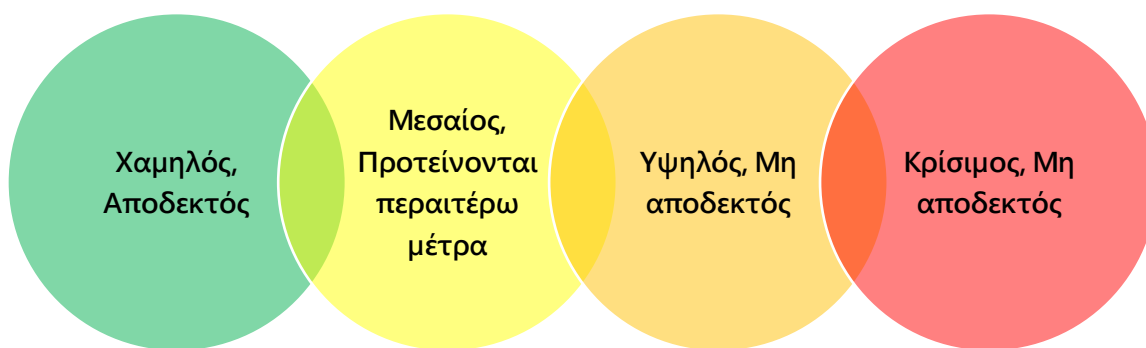 Χαμηλός,
Αποδεκτός
Μεσαίος,
Προτείνονται
περαιτέρω
μέτρα
Υψηλός, Μη
αποδεκτός
Κρίσιμος, Μη
αποδεκτός